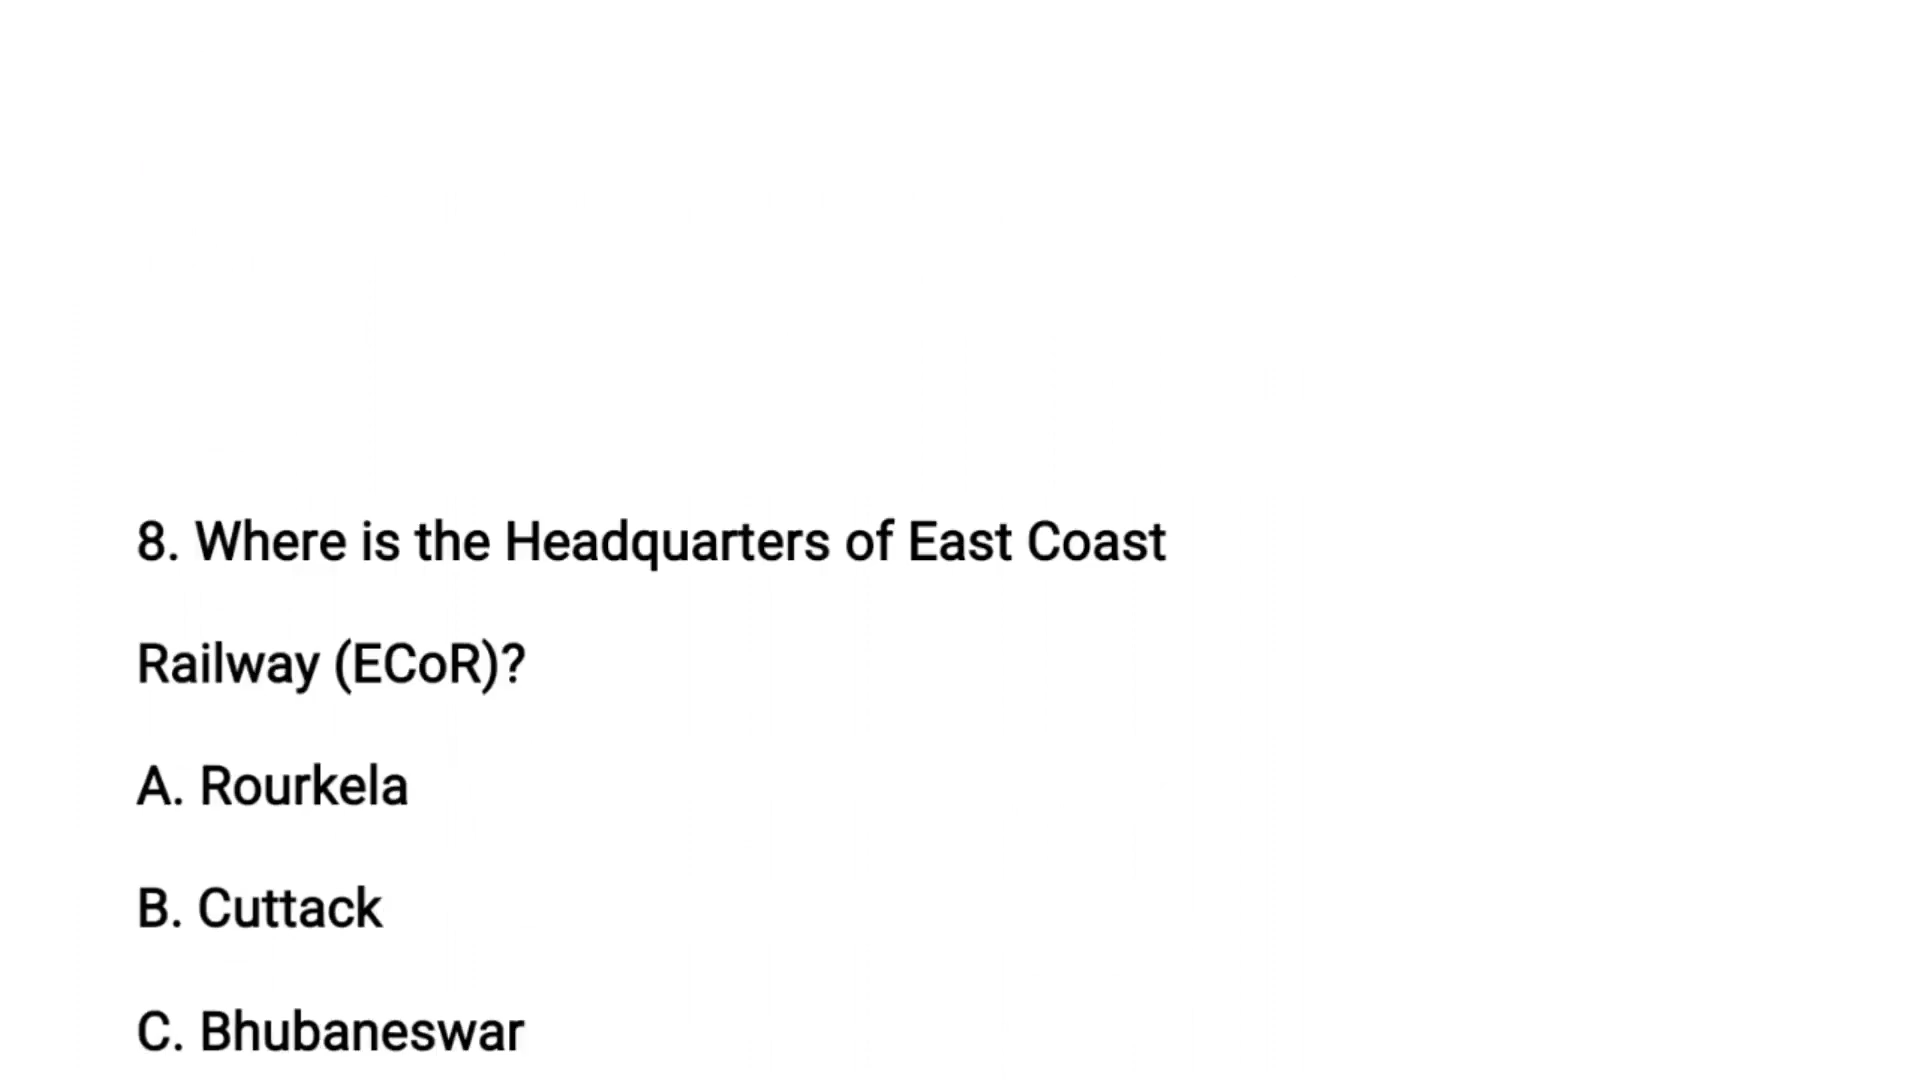 8. Where is the Headquarters of East Coast
Railway (ECoR)?
A. Rourkela
B. Cuttack
C. Bhubaneswar